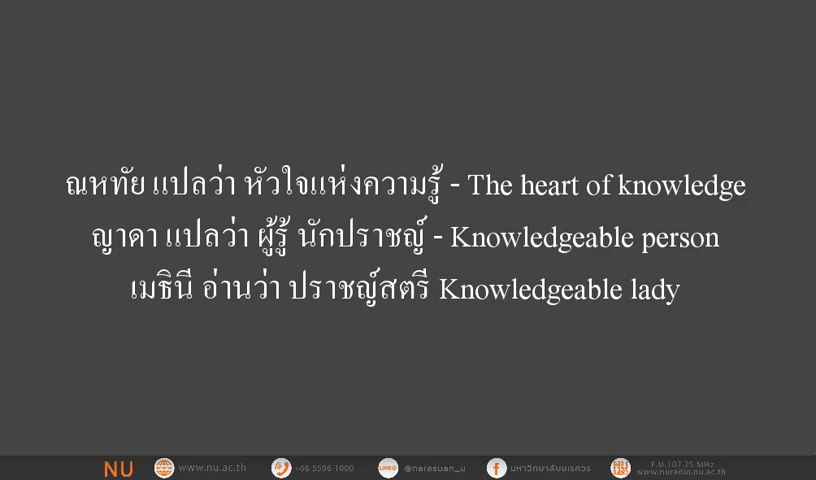 ณหทัย แปลว่า หัวใจแห่งความรู้ - The heart of knowledge
ญาดา แปลว่า ผู้รู้ นักปราชญ์ - Knowledgeable person
เมธินี อ่านว่า ปราชญ์สตรี Knowledgeable lady
NU www.nu.ac.th +66 5596 1000 LINE@ @naresuan_u f มหาวิทยาลัยนเรศวร F.M.107.25 MHz
www.nuradio.nu.ac.th